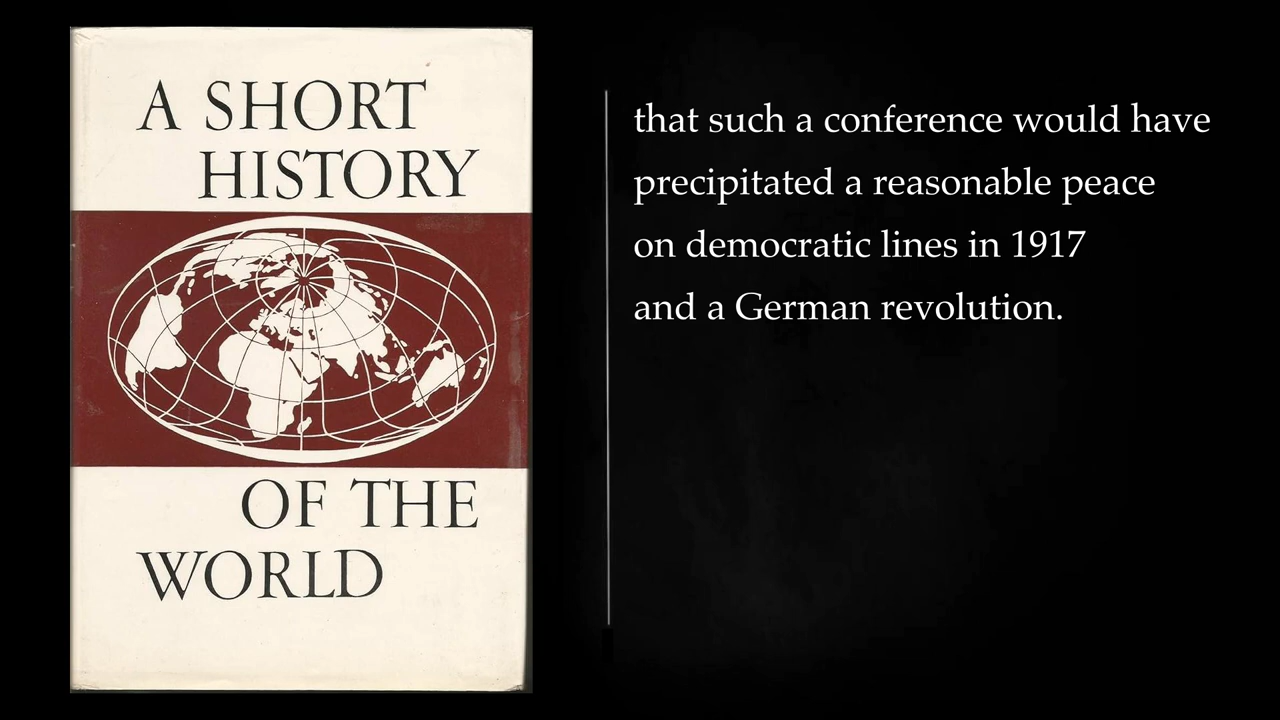 A SHORT
HISTORY
OF THE
WORLD
that such a conference would have
precipitated a reasonable peace
on democratic lines in 1917
and a German revolution.